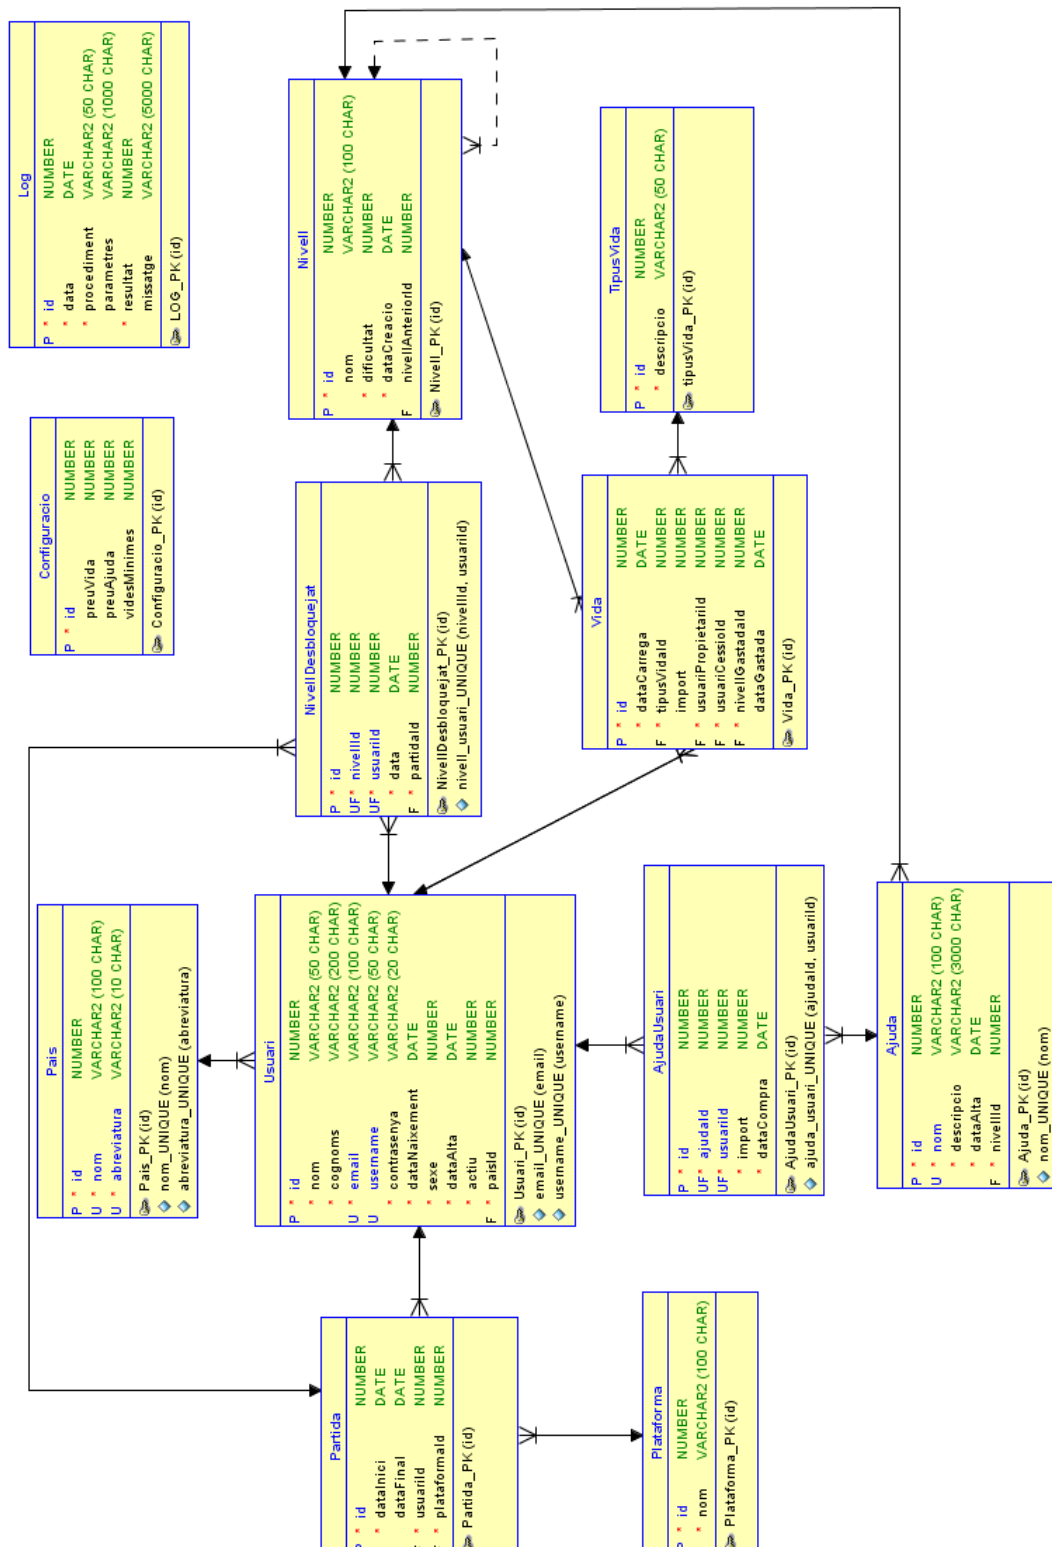 Pais
P * id NUMBER
U * nom VARCHAR2 (100 CHAR)
U * abreviatura VARCHAR2 (10 CHAR)
Pais_PK (id)
nom_UNIQUE (nom)
abreviatura_UNIQUE (abreviatura)
Configuracio
P * id NUMBER
preuVida NUMBER
preuAjuda NUMBER
videsMinimes NUMBER
Configuracio_PK (id)
Log
P * id NUMBER
* data DATE
* procediment VARCHAR2 (50 CHAR)
parametres VARCHAR2 (1000 CHAR)
* resultat NUMBER
missatge VARCHAR2 (5000 CHAR)
LOG_PK (id)
Partida
P * id NUMBER
* dataInici DATE
dataFinal DATE
* usuariId NUMBER
* plataformaId NUMBER
Partida_PK (id)
Usuari
P * id NUMBER
* nom VARCHAR2 (50 CHAR)
* cognoms VARCHAR2 (200 CHAR)
U * email VARCHAR2 (100 CHAR)
U username VARCHAR2 (50 CHAR)
* contrasenya VARCHAR2 (20 CHAR)
* dataNaixement DATE
* sexe NUMBER
* dataAlta DATE
* actiu NUMBER
F * paisId NUMBER
Usuari_PK (id)
email_UNIQUE (email)
username_UNIQUE (username)
NivellDesbloquejat
P * id NUMBER
UF * nivellId NUMBER
UF * usuariId NUMBER
* data DATE
F * partidaId NUMBER
NivellDesbloquejat_PK (id)
nivell_usuari_UNIQUE (nivellId, usuariId)
Nivell
P * id NUMBER
nom VARCHAR2 (100 CHAR)
* dificultat NUMBER
* dataCreacio DATE
F nivellAnteriorId NUMBER
Nivell_PK (id)
Plataforma
P * id NUMBER
* nom VARCHAR2 (100 CHAR)
Plataforma_PK (id)
AjudaUsuari
P * id NUMBER
UF * ajudaId NUMBER
UF * usuariId NUMBER
* import NUMBER
* dataCompra DATE
AjudaUsuari_PK (id)
ajuda_usuari_UNIQUE (ajudaId, usuariId)
Vida
P * id NUMBER
* dataCarrega DATE
F * tipusVidaId NUMBER
import NUMBER
F * usuariPropietariId NUMBER
F * usuariCessioId NUMBER
F * nivellGastadaId NUMBER
dataGastada DATE
Vida_PK (id)
TipusVida
P * id NUMBER
* descripcio VARCHAR2 (50 CHAR)
tipusVida_PK (id)
Ajuda
P * id NUMBER
U * nom VARCHAR2 (100 CHAR)
* descripcio VARCHAR2 (3000 CHAR)
* dataAlta DATE
F * nivellId NUMBER
Ajuda_PK (id)
nom_UNIQUE (nom)